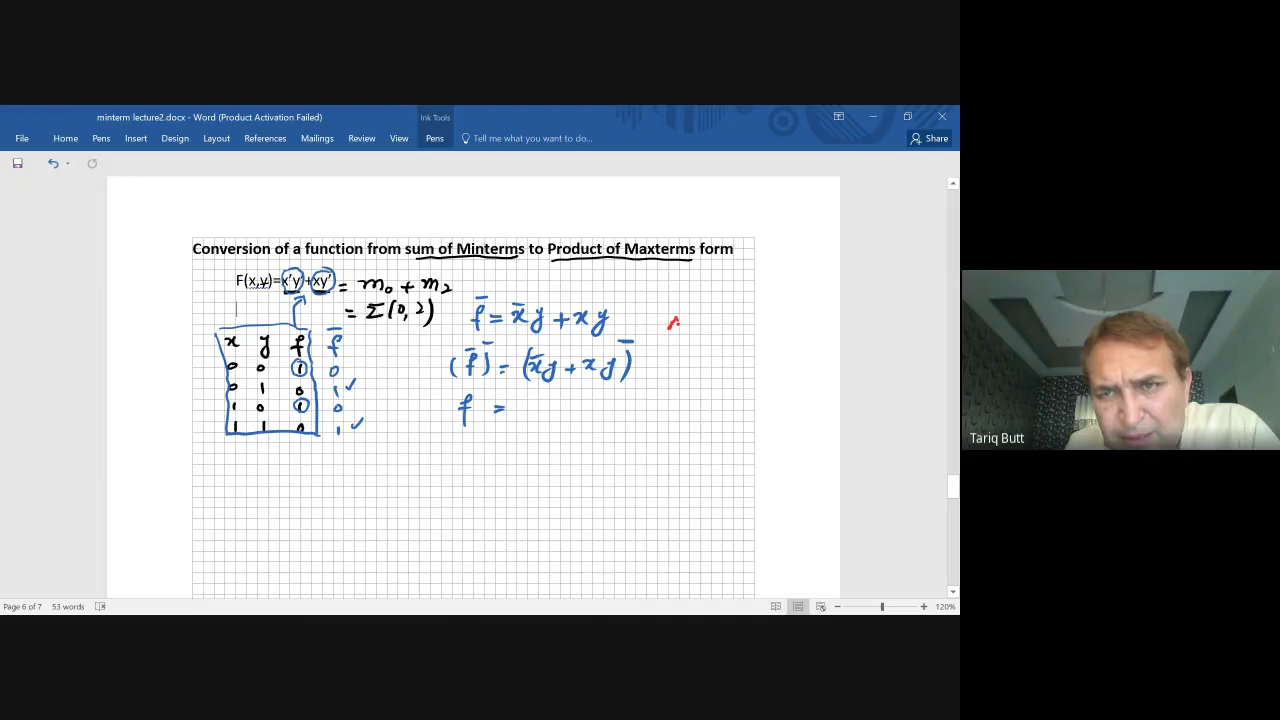 minterm lecture2.docx - Word (Product Activation Failed)
Ink Tools
File Home Pens Insert Design Layout References Mailings Review View Pens Tell me what you want to do... Share
Conversion of a function from sum of Minterms to Product of Maxterms form
F(x,y)=x'y'+xy' = m₀ + m₂
= Σ(0, 2)
f̅ = x̅y + xy
x y f f̅
0 0 1 0
(f̅)̅ = (x̅y + xy)̅
0 1 0 1 ✓
1 0 1 0
f =
1 1 0 1 ✓
Tariq Butt
Page 6 of 7 53 words
120%